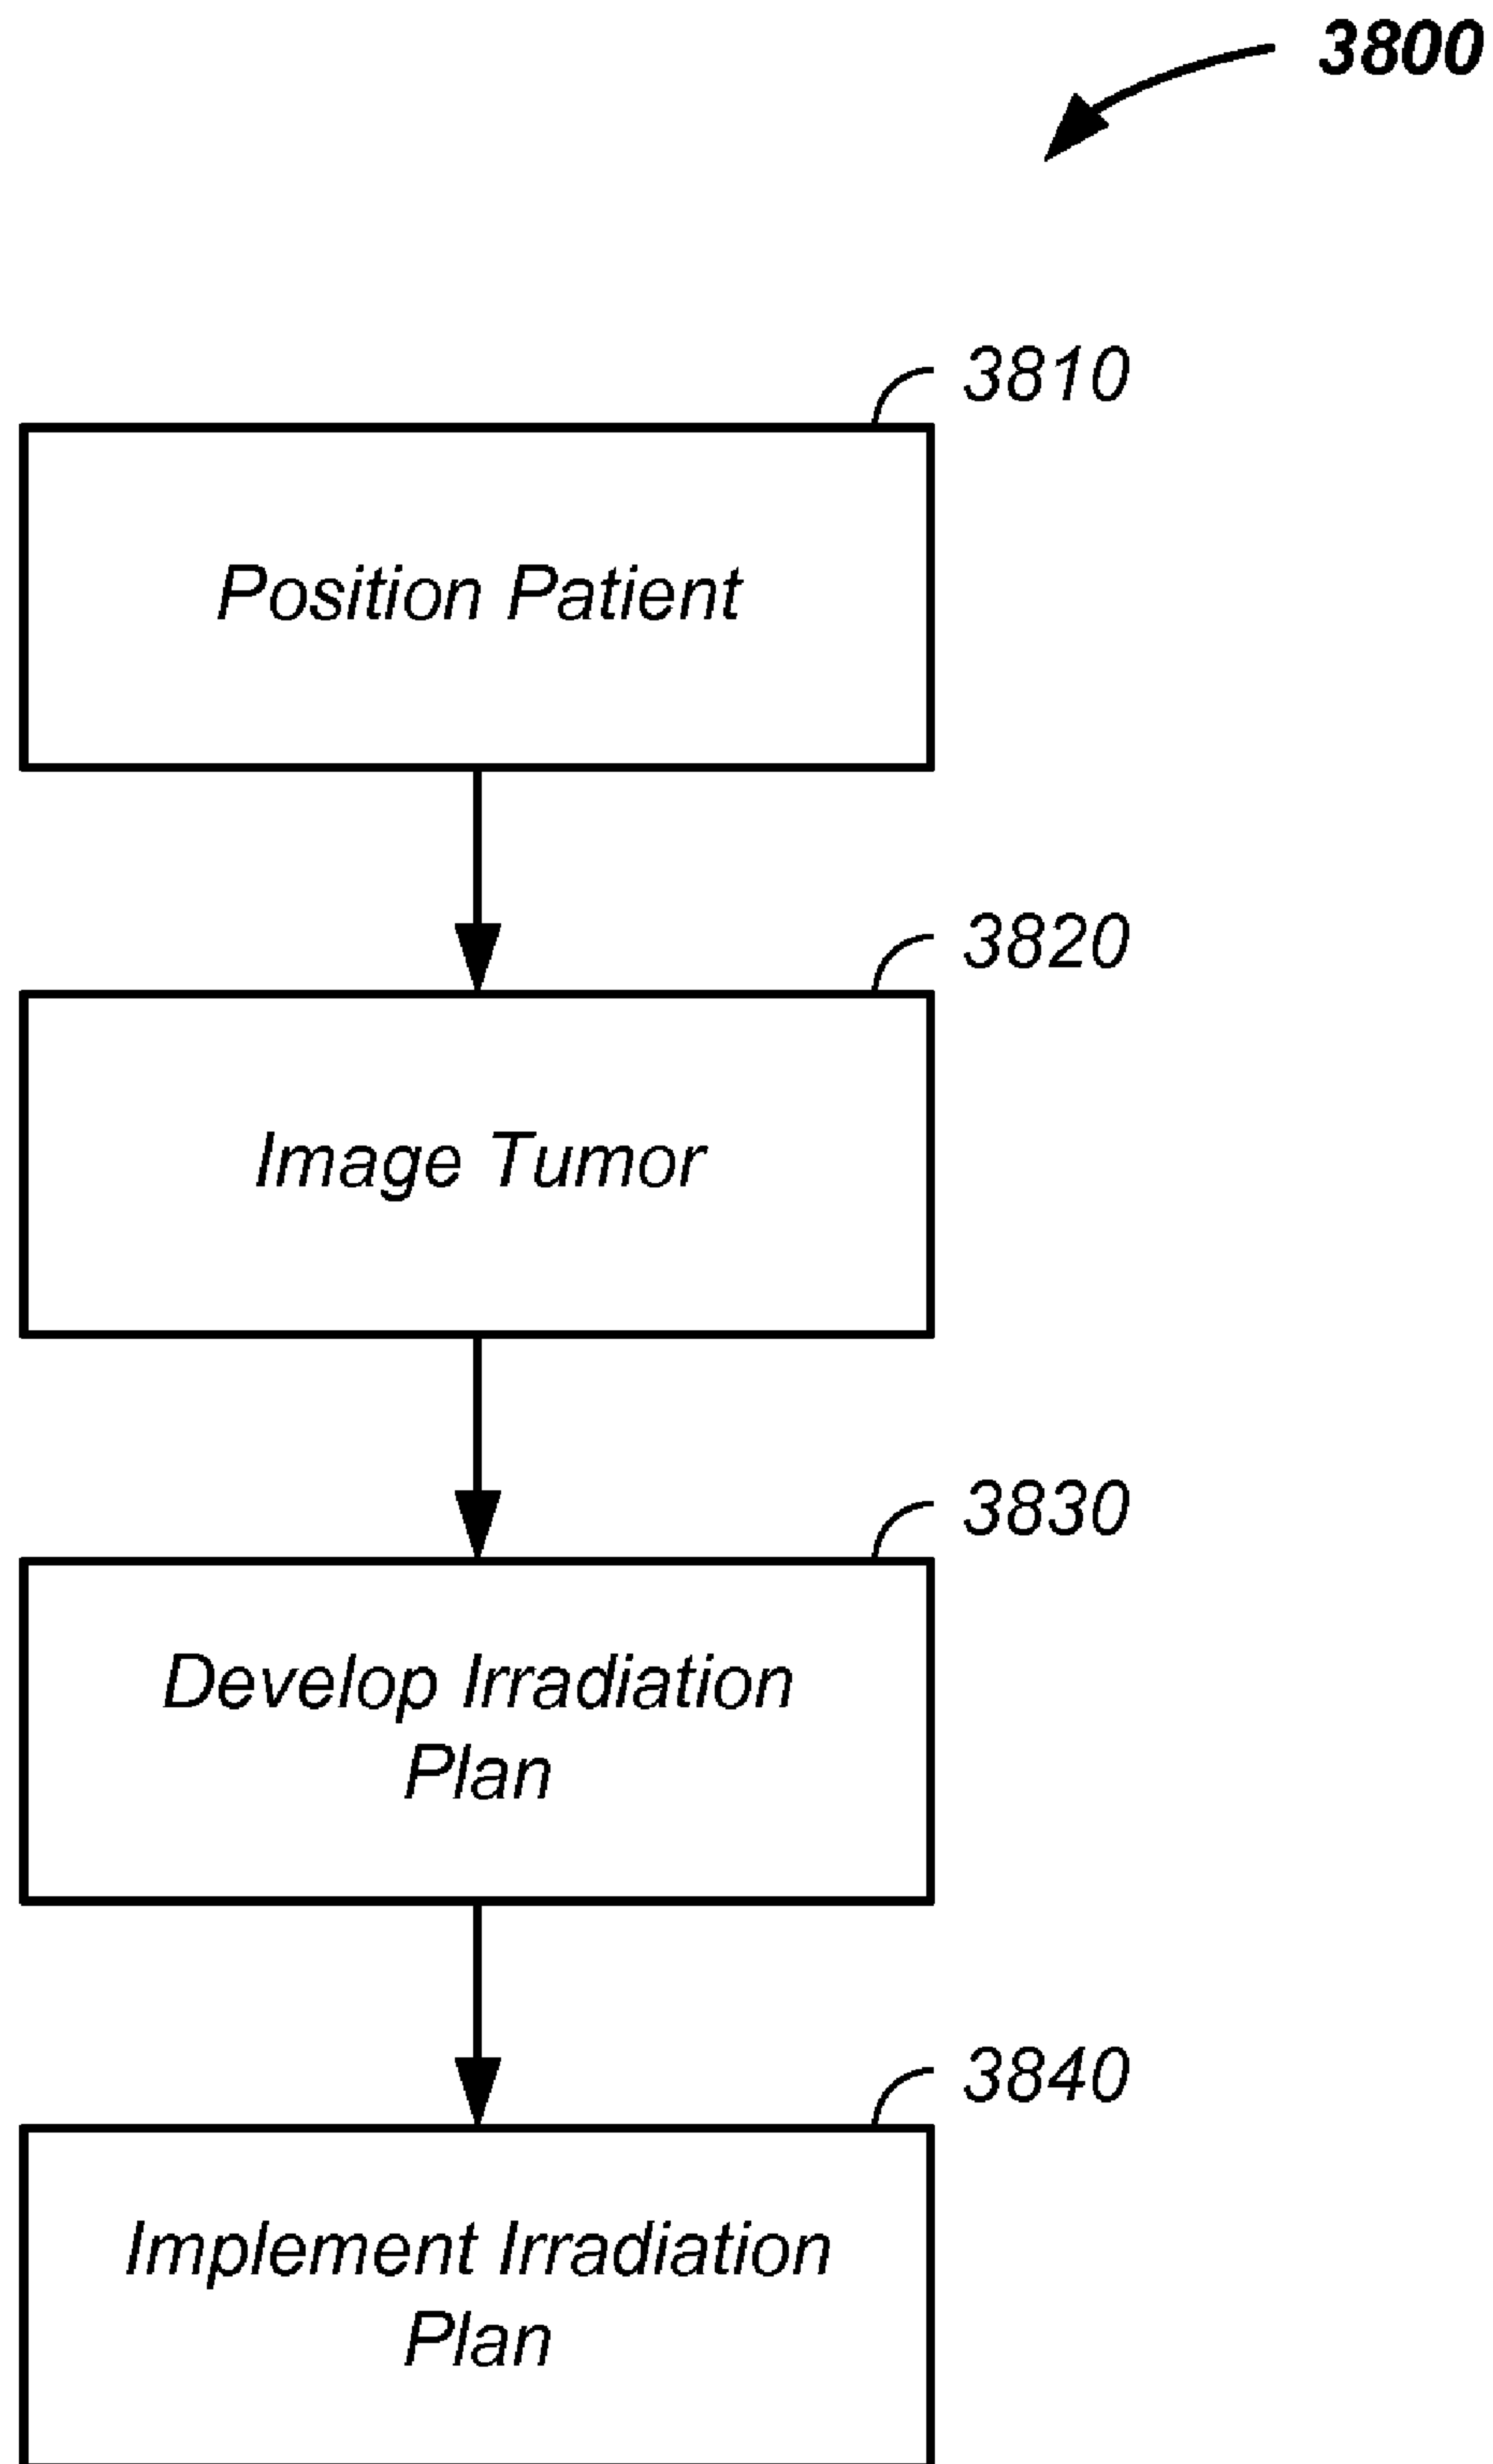 3800
3810
Position Patient
3820
Image Tumor
3830
Develop Irradiation
Plan
3840
Implement Irradiation
Plan